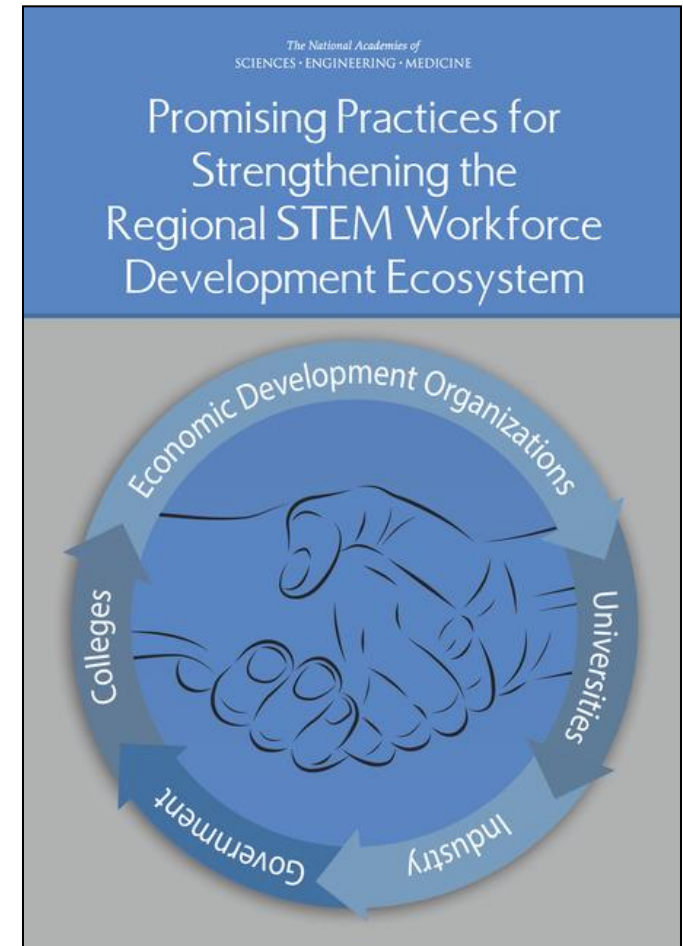 The National Academies of
SCIENCES • ENGINEERING • MEDICINE
Promising Practices for
Strengthening the
Regional STEM Workforce
Development Ecosystem
Economic Development Organizations
Universities
Industry
Government
Colleges